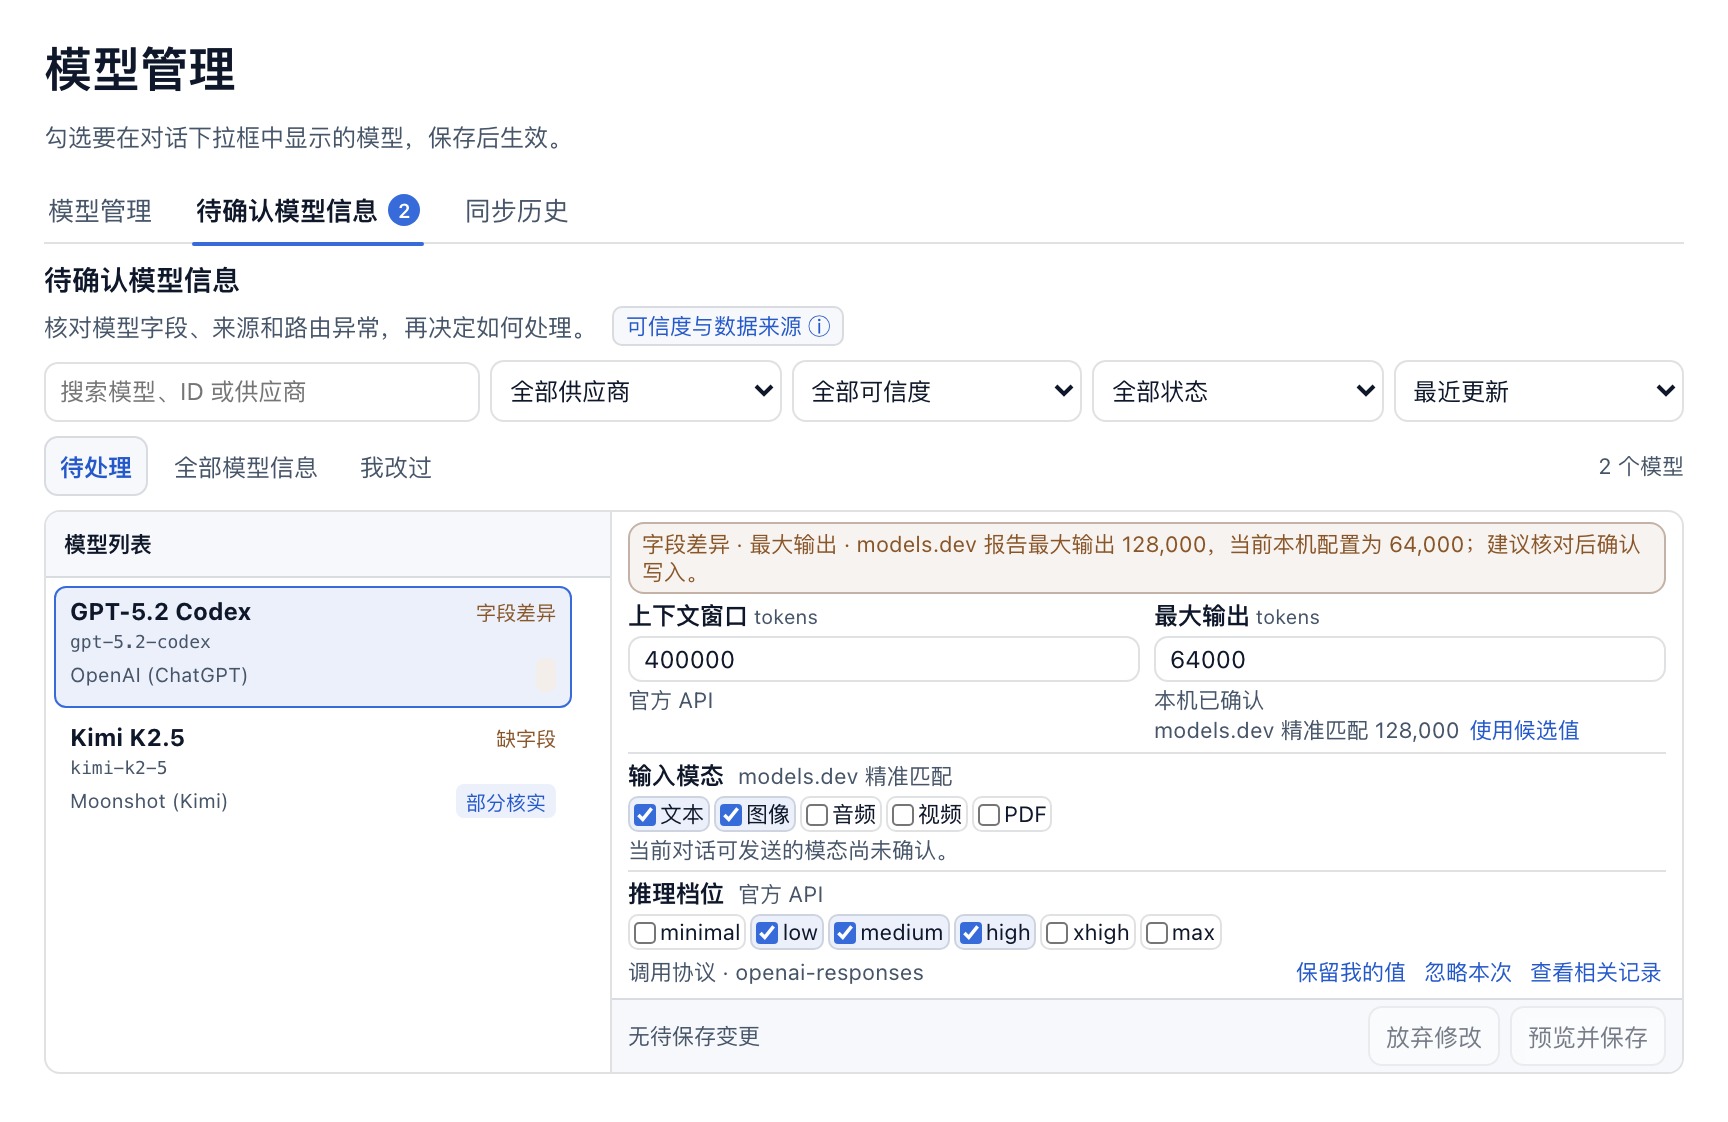 模型管理
勾选要在对话下拉框中显示的模型，保存后生效。
模型管理 待确认模型信息 2 同步历史
待确认模型信息
核对模型字段、来源和路由异常，再决定如何处理。 可信度与数据来源 ⓘ
搜索模型、ID 或供应商 全部供应商 全部可信度 全部状态 最近更新
待处理 全部模型信息 我改过 2 个模型
模型列表
GPT-5.2 Codex 字段差异
gpt-5.2-codex
OpenAI (ChatGPT)
Kimi K2.5 缺字段
kimi-k2-5
Moonshot (Kimi) 部分核实
字段差异 · 最大输出 · models.dev 报告最大输出 128,000，当前本机配置为 64,000；建议核对后确认
写入。
上下文窗口 tokens 最大输出 tokens
400000 64000
官方 API 本机已确认
models.dev 精准匹配 128,000 使用候选值
输入模态 models.dev 精准匹配
文本 图像 音频 视频 PDF
当前对话可发送的模态尚未确认。
推理档位 官方 API
minimal low medium high xhigh max
调用协议 · openai-responses 保留我的值 忽略本次 查看相关记录
无待保存变更 放弃修改 预览并保存